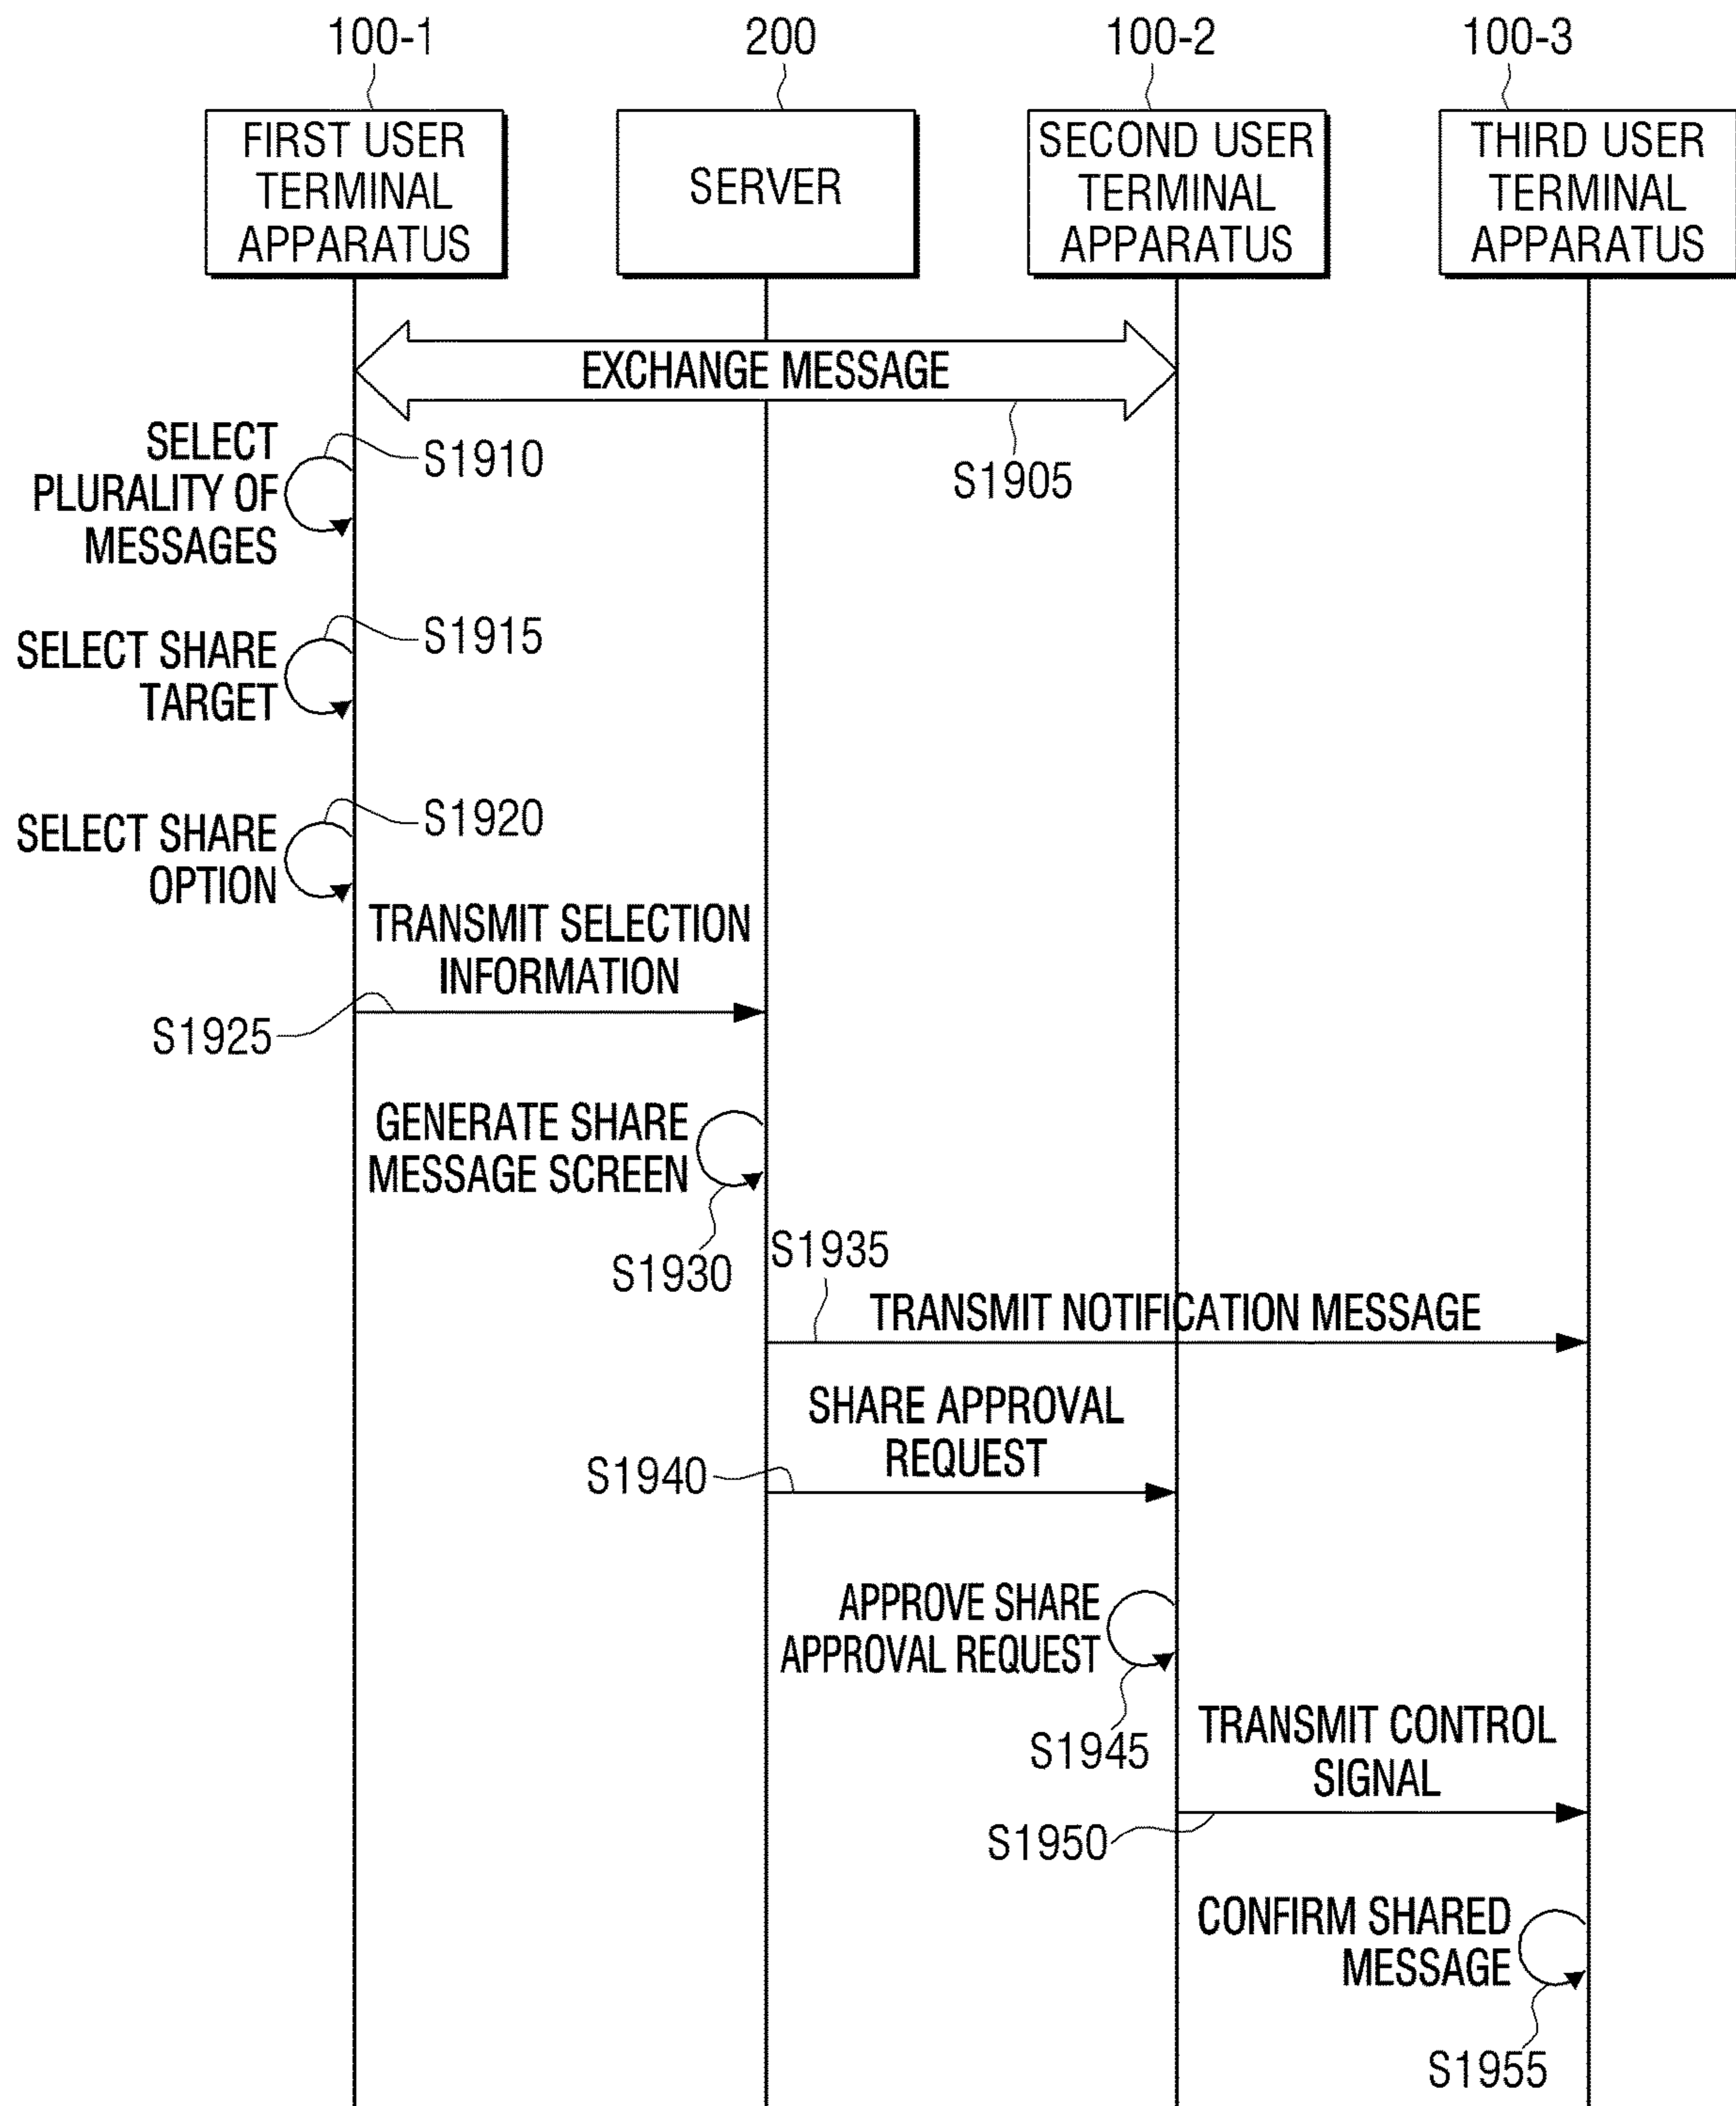 100-1
200
100-2
100-3
FIRST USER
TERMINAL
APPARATUS
SERVER
SECOND USER
TERMINAL
APPARATUS
THIRD USER
TERMINAL
APPARATUS
EXCHANGE MESSAGE
S1905
SELECT
PLURALITY OF
MESSAGES
S1910
SELECT SHARE
TARGET
S1915
SELECT SHARE
OPTION
S1920
TRANSMIT SELECTION
INFORMATION
S1925
GENERATE SHARE
MESSAGE SCREEN
S1930
S1935
TRANSMIT NOTIFICATION MESSAGE
SHARE APPROVAL
REQUEST
S1940
APPROVE SHARE
APPROVAL REQUEST
S1945
TRANSMIT CONTROL
SIGNAL
S1950
CONFIRM SHARED
MESSAGE
S1955